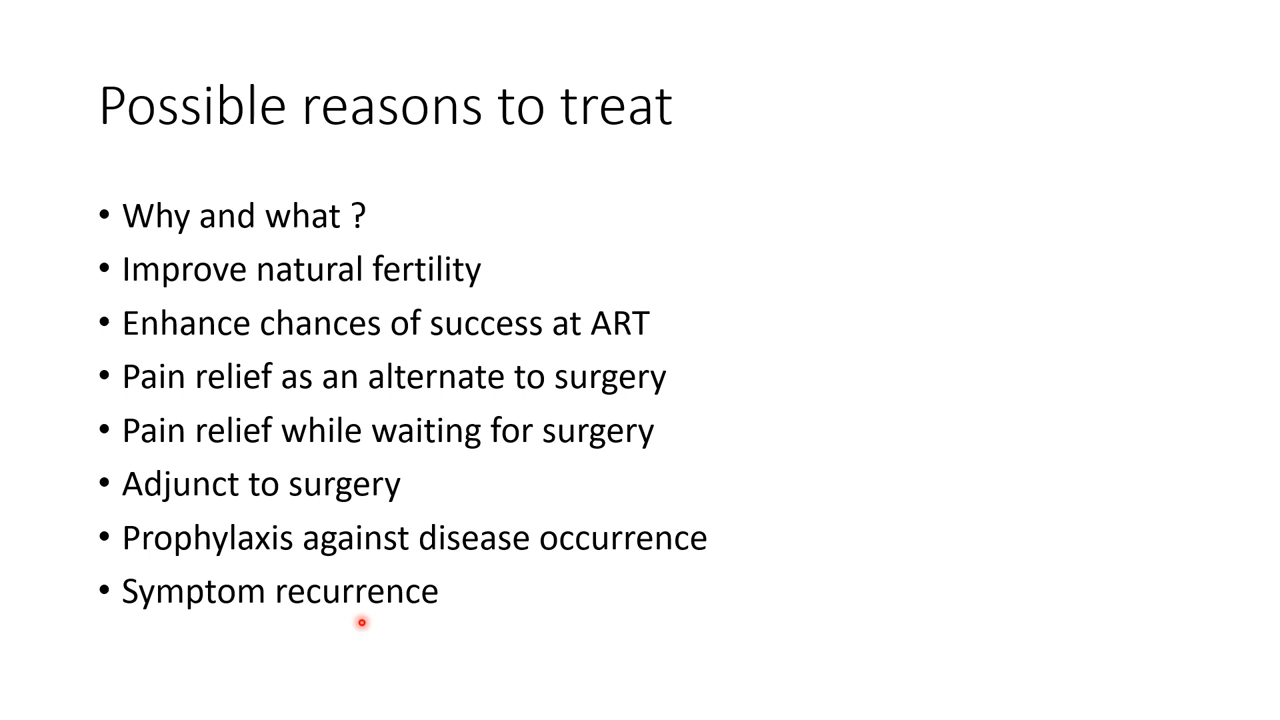 Possible reasons to treat
• Why and what ?
• Improve natural fertility
• Enhance chances of success at ART
• Pain relief as an alternate to surgery
• Pain relief while waiting for surgery
• Adjunct to surgery
• Prophylaxis against disease occurrence
• Symptom recurrence